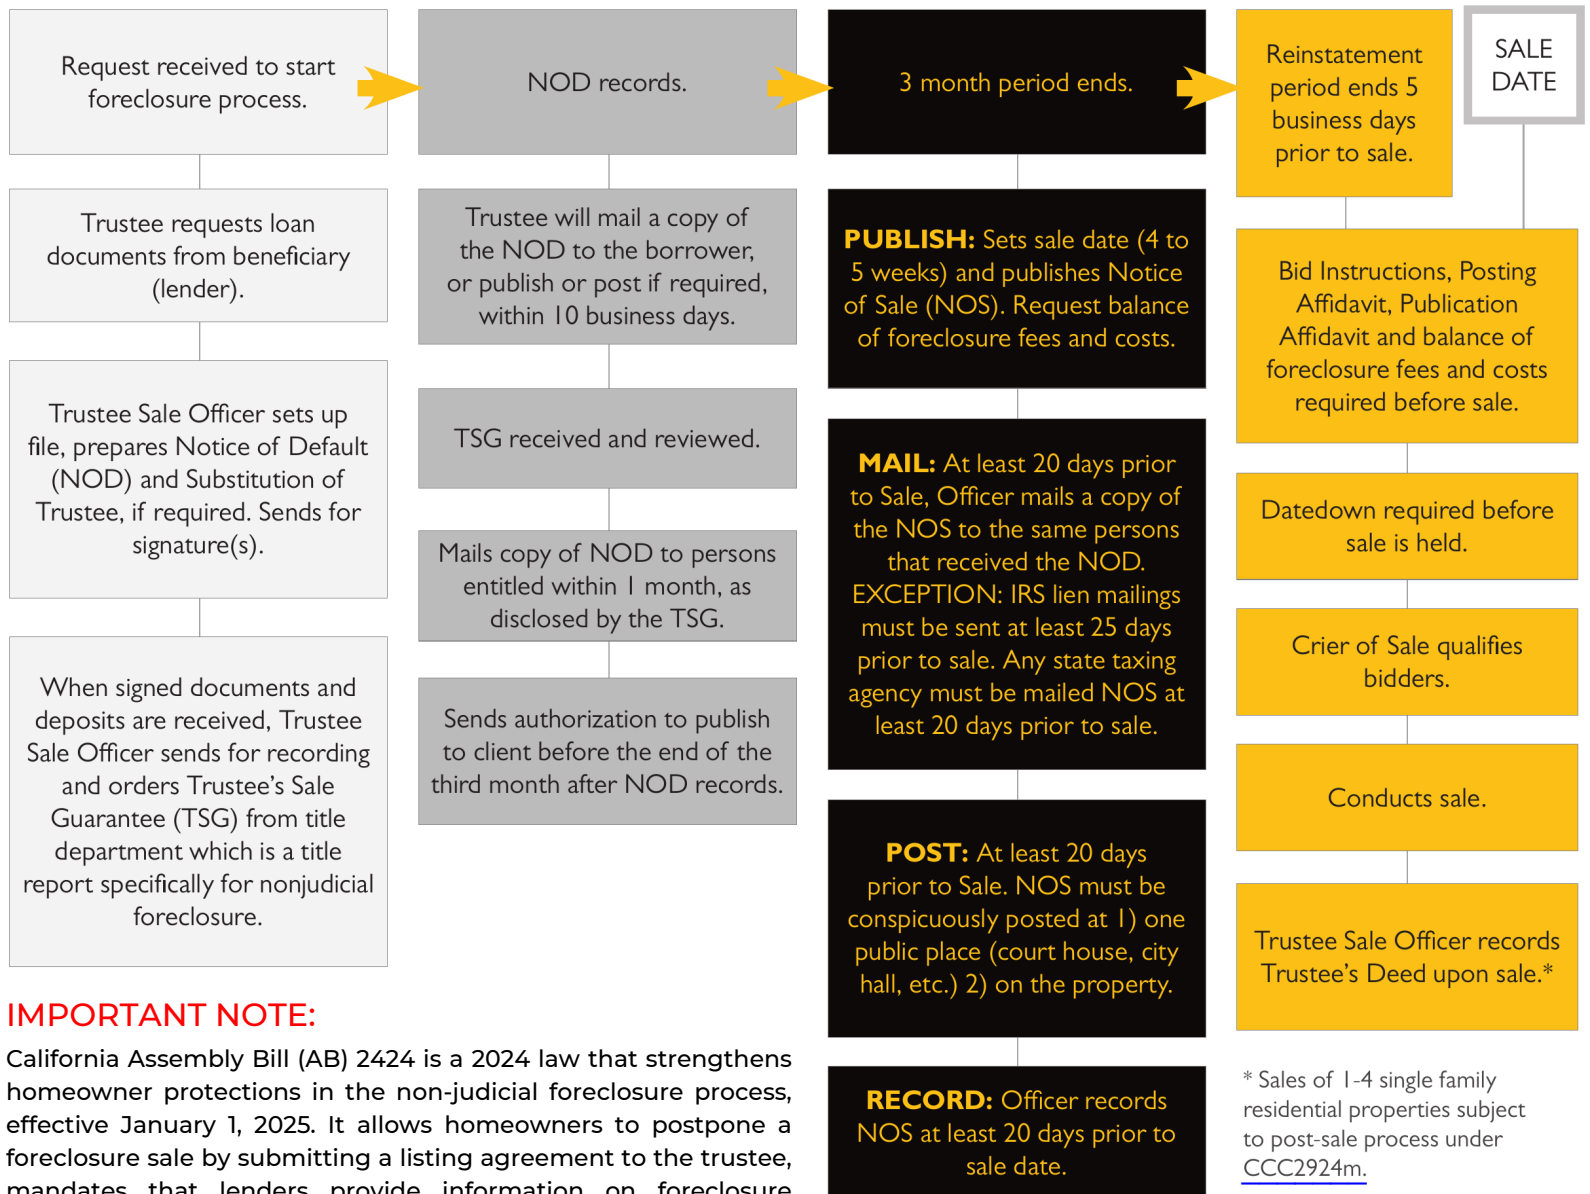 Request received to start
foreclosure process.
Trustee requests loan
documents from beneficiary
(lender).
Trustee Sale Officer sets up
file, prepares Notice of Default
(NOD) and Substitution of
Trustee, if required. Sends for
signature(s).
When signed documents and
deposits are received, Trustee
Sale Officer sends for recording
and orders Trustee's Sale
Guarantee (TSG) from title
department which is a title
report specifically for nonjudicial
foreclosure.
NOD records.
Trustee will mail a copy of
the NOD to the borrower,
or publish or post if required,
within 10 business days.
TSG received and reviewed.
Mails copy of NOD to persons
entitled within 1 month, as
disclosed by the TSG.
Sends authorization to publish
to client before the end of the
third month after NOD records.
3 month period ends.
PUBLISH: Sets sale date (4 to
5 weeks) and publishes Notice
of Sale (NOS). Request balance
of foreclosure fees and costs.
MAIL: At least 20 days prior
to Sale, Officer mails a copy of
the NOS to the same persons
that received the NOD.
EXCEPTION: IRS lien mailings
must be sent at least 25 days
prior to sale. Any state taxing
agency must be mailed NOS at
least 20 days prior to sale.
POST: At least 20 days
prior to Sale. NOS must be
conspicuously posted at 1) one
public place (court house, city
hall, etc.) 2) on the property.
RECORD: Officer records
NOS at least 20 days prior to
sale date.
Reinstatement
period ends 5
business days
prior to sale.
SALE
DATE
Bid Instructions, Posting
Affidavit, Publication
Affidavit and balance of
foreclosure fees and costs
required before sale.
Datedown required before
sale is held.
Crier of Sale qualifies
bidders.
Conducts sale.
Trustee Sale Officer records
Trustee's Deed upon sale.*
* Sales of 1-4 single family
residential properties subject
to post-sale process under
CCC2924m.
IMPORTANT NOTE:
California Assembly Bill (AB) 2424 is a 2024 law that strengthens
homeowner protections in the non-judicial foreclosure process,
effective January 1, 2025. It allows homeowners to postpone a
foreclosure sale by submitting a listing agreement to the trustee,
mandates that lenders provide information on foreclosure